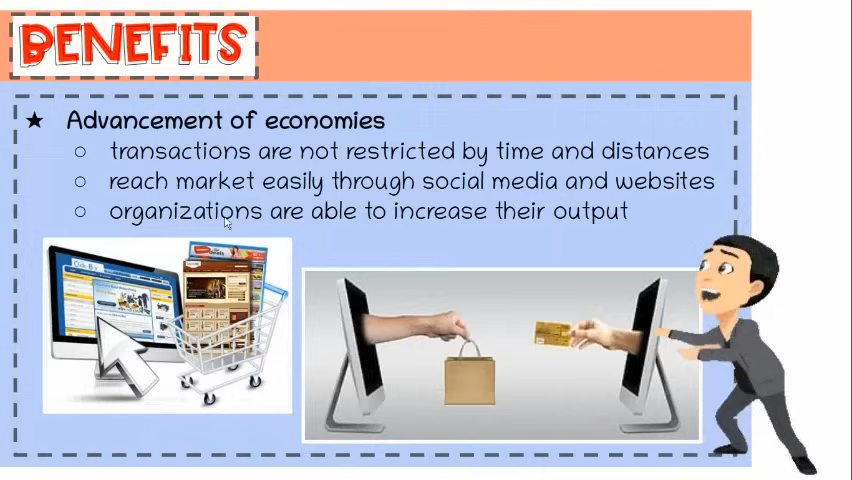 BENEFITS
★ Advancement of economies
○ transactions are not restricted by time and distances
○ reach market easily through social media and websites
○ organizations are able to increase their output